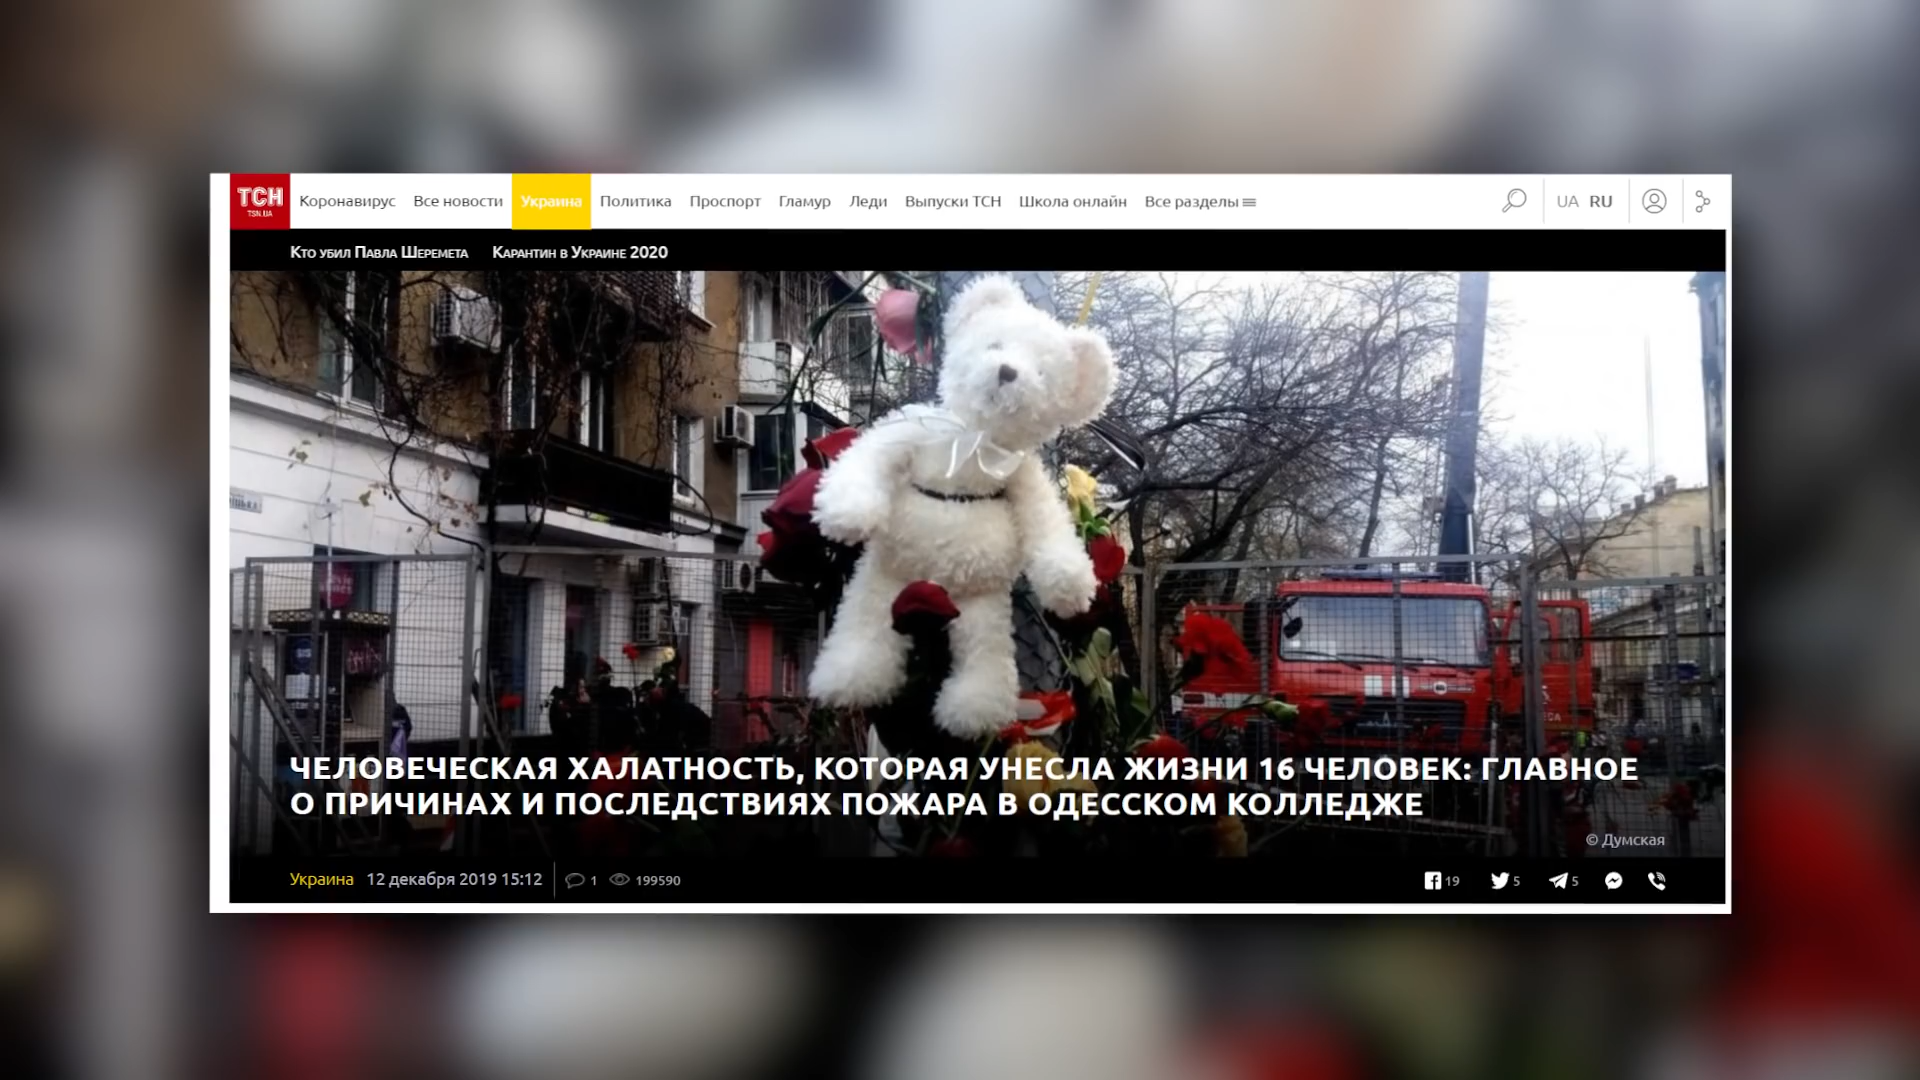 ТСН
TSN.UA
Коронавирус Все новости Украина Политика Проспорт Гламур Леди Выпуски ТСН Школа онлайн Все разделы
UA RU
Кто убил Павла Шеремета Карантин в Украине 2020
ЧЕЛОВЕЧЕСКАЯ ХАЛАТНОСТЬ, КОТОРАЯ УНЕСЛА ЖИЗНИ 16 ЧЕЛОВЕК: ГЛАВНОЕ
О ПРИЧИНАХ И ПОСЛЕДСТВИЯХ ПОЖАРА В ОДЕССКОМ КОЛЛЕДЖЕ
© Думская
Украина 12 декабря 2019 15:12 1 199590
19 5 5